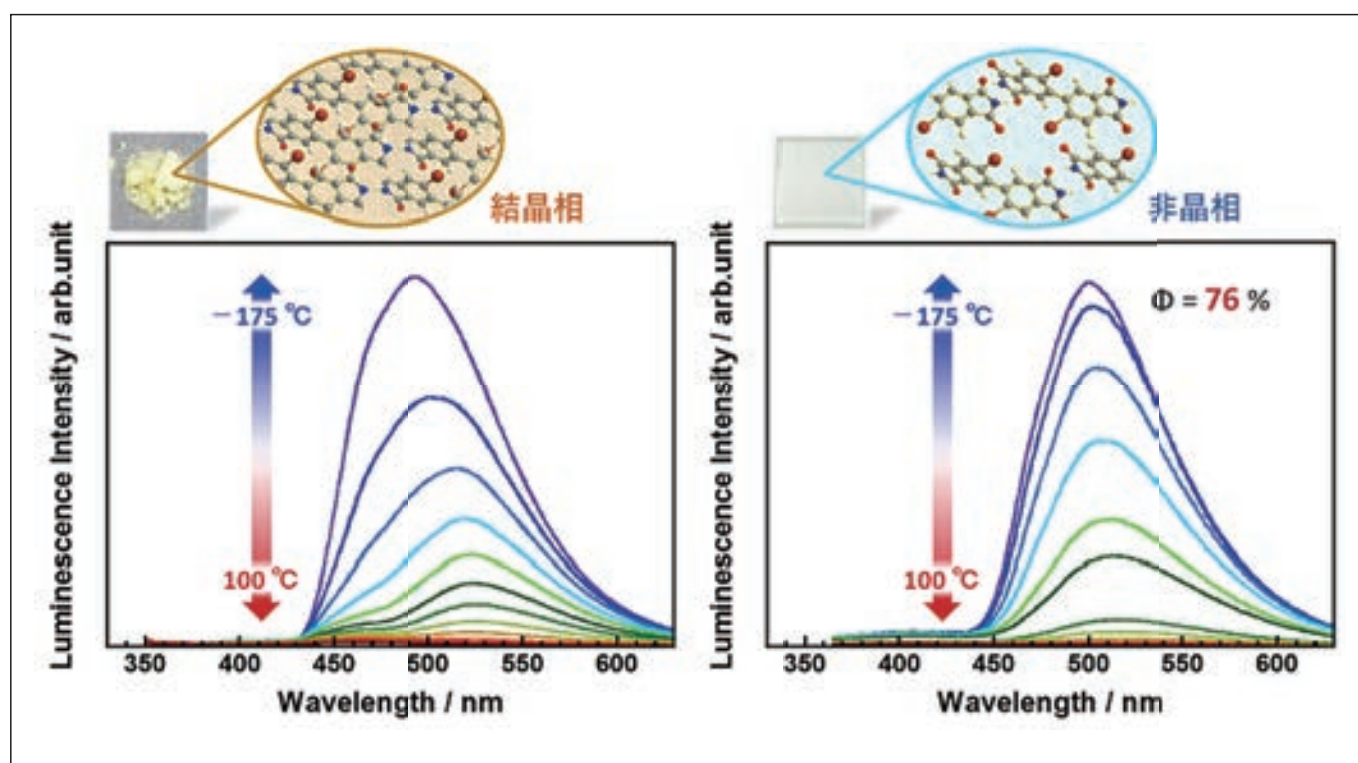 結晶相
非晶相
Luminescence Intensity / arb.unit
－175 ℃
100 ℃
350 400 450 500 550 600
Wavelength / nm
Luminescence Intensity / arb.unit
－175 ℃
Φ = 76 %
100 ℃
350 400 450 500 550 600
Wavelength / nm